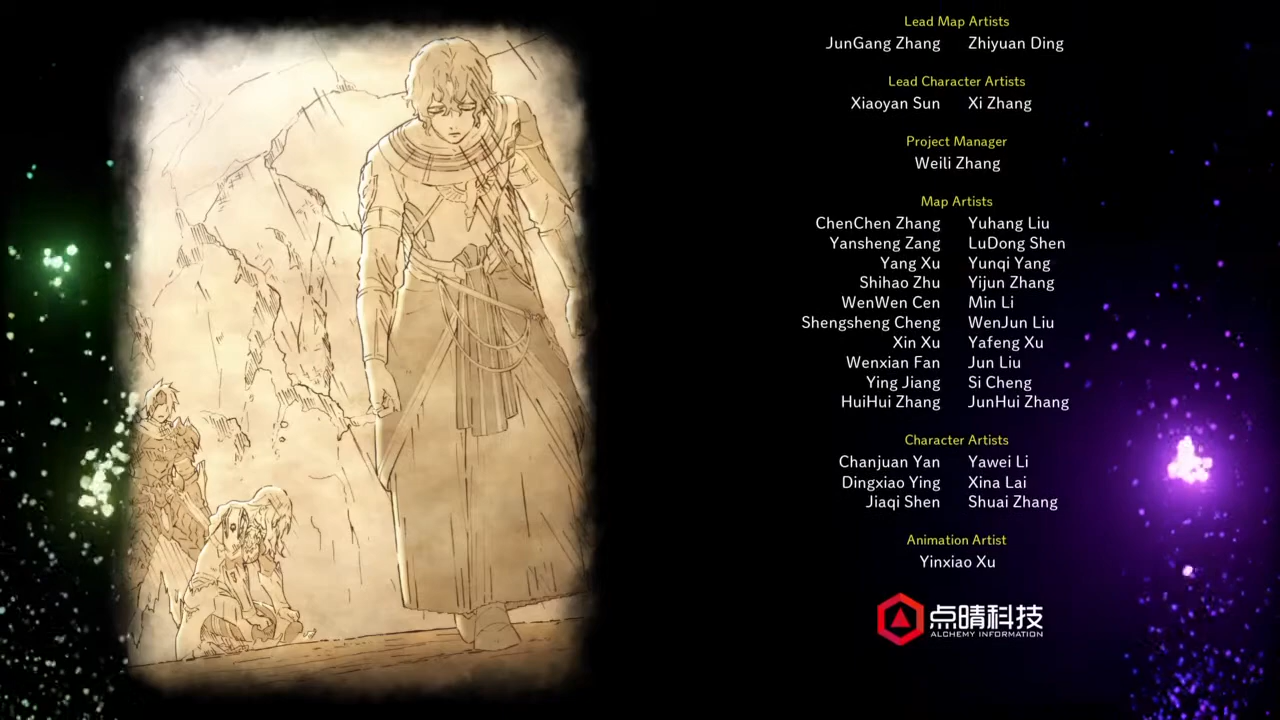 Lead Map Artists
JunGang Zhang Zhiyuan Ding
Lead Character Artists
Xiaoyan Sun Xi Zhang
Project Manager
Weili Zhang
Map Artists
ChenChen Zhang Yuhang Liu
Yansheng Zang LuDong Shen
Yang Xu Yunqi Yang
Shihao Zhu Yijun Zhang
WenWen Cen Min Li
Shengsheng Cheng WenJun Liu
Xin Xu Yafeng Xu
Wenxian Fan Jun Liu
Ying Jiang Si Cheng
HuiHui Zhang JunHui Zhang
Character Artists
Chanjuan Yan Yawei Li
Dingxiao Ying Xina Lai
Jiaqi Shen Shuai Zhang
Animation Artist
Yinxiao Xu
点晴科技
ALCHEMY INFORMATION